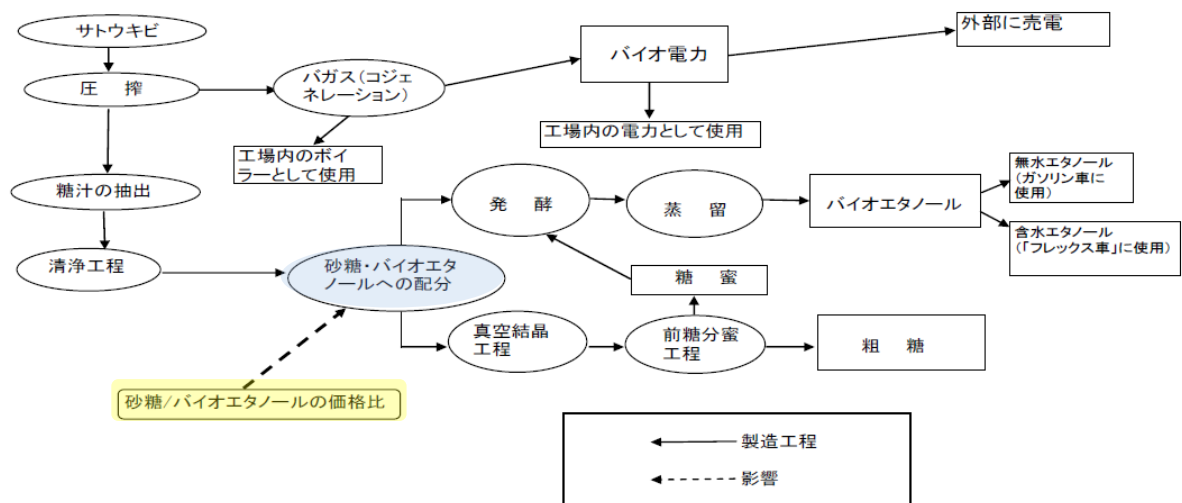 サトウキビ
圧 搾
バガス(コジェ
ネレーション)
バイオ電力
外部に売電
工場内のボイ
ラーとして使用
工場内の電力として使用
糖汁の抽出
清浄工程
砂糖・バイオエタ
ノールへの配分
発 酵
蒸 留
バイオエタノール
無水エタノール
(ガソリン車に
使用)
含水エタノール
(「フレックス車」に使用)
糖 蜜
真空結晶
工程
前糖分蜜
工程
粗 糖
砂糖/バイオエタノールの価格比
製造工程
影響